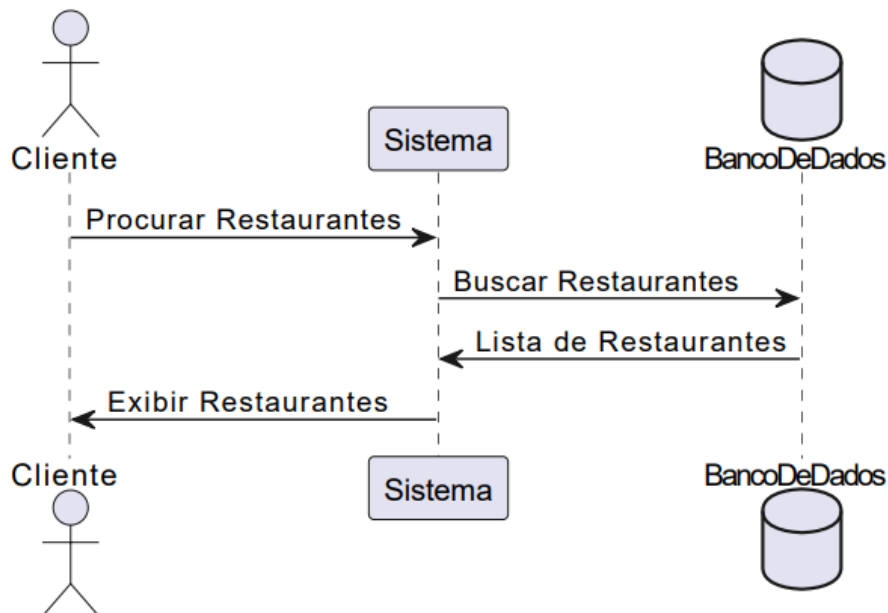 Cliente
Sistema
BancoDeDados
Procurar Restaurantes
Buscar Restaurantes
Lista de Restaurantes
Exibir Restaurantes
Cliente
Sistema
BancoDeDados